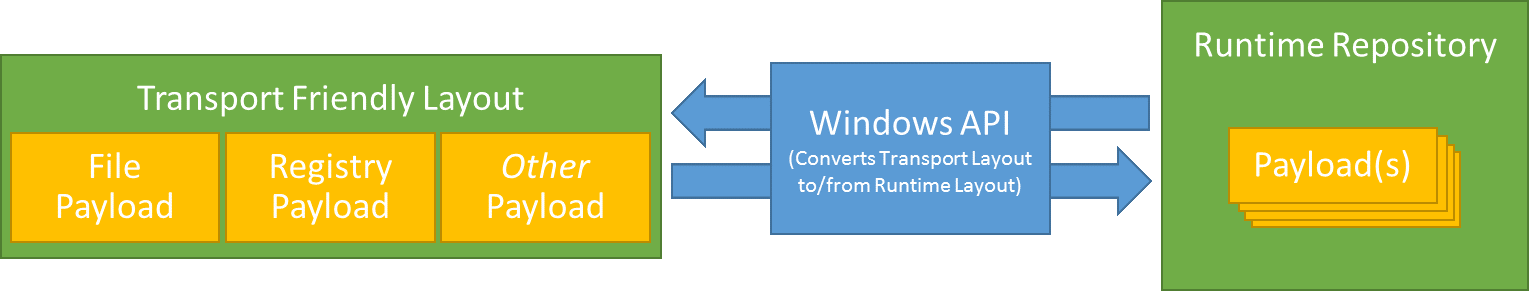 Transport Friendly Layout
File
Payload
Registry
Payload
Other
Payload
Windows API
(Converts Transport Layout
to/from Runtime Layout)
Runtime Repository
Payload(s)